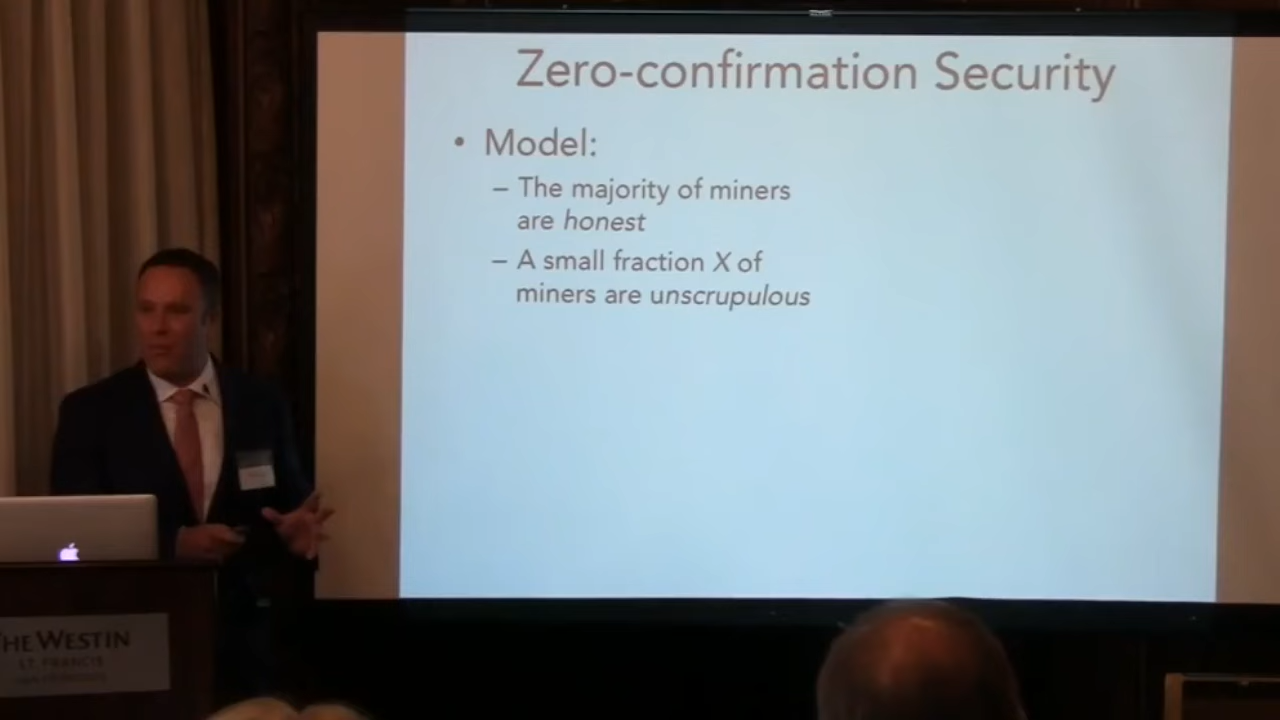 Zero-confirmation Security
• Model:
– The majority of miners
are honest
– A small fraction X of
miners are unscrupulous
THE WESTIN
ST. FRANCIS